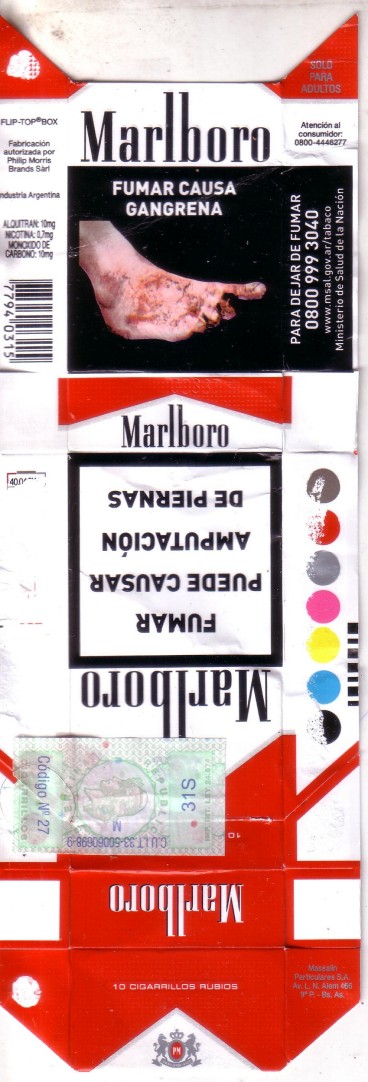 SOLO
PARA
ADULTOS
FLIP-TOP®BOX
Fabricación
autorizada por
Philip Morris
Brands Sàrl
Industria Argentina
ALQUITRAN: 10mg
NICOTINA: 0,7mg
MONOXIDO DE
CARBONO: 10mg
7794 0315
Marlboro
Atención al
consumidor:
0800-4446277
FUMAR CAUSA
GANGRENA
PARA DEJAR DE FUMAR
0800 999 3040
www.msal.gov.ar/tabaco
Ministerio de Salud de la Nación
Marlboro
FUMAR
PUEDE CAUSAR
AMPUTACIÓN
DE PIERNAS
Marlboro
Código Nº 27
C.U.I.T. 33-50060698-9
M
31S
10
Marlboro
10 CIGARRILLOS RUBIOS
Massalin
Particulares S.A.
Av. L. N. Alem 466
9º P. - Bs. As.
PM